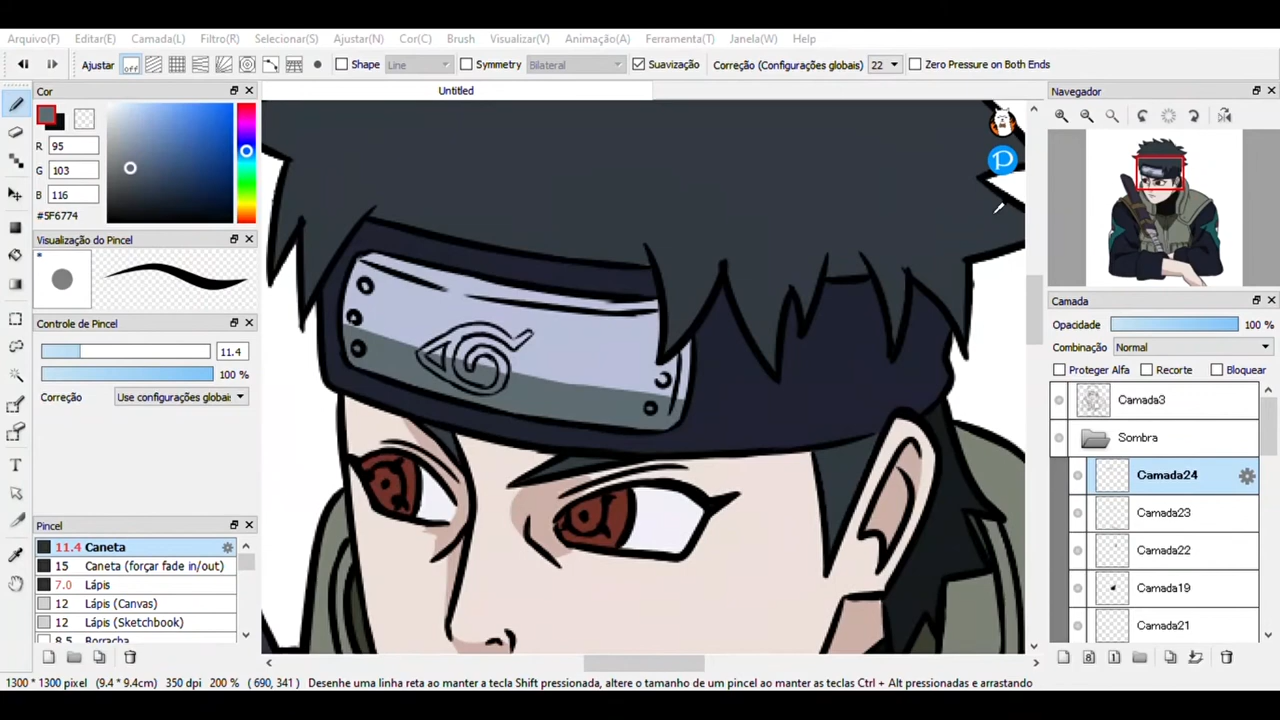 Arquivo(F) Editar(E) Camada(L) Filtro(R) Selecionar(S) Ajustar(N) Cor(C) Brush Visualizar(V) Animação(A) Ferramenta(T) Janela(W) Help
Ajustar off Shape Line Symmetry Bilateral Suavização Correção (Configurações globais) 22 Zero Pressure on Both Ends
Cor
Untitled
Navegador
R 95
G 103
B 116
#5F6774
Visualização do Pincel
Controle de Pincel
11.4
100 %
Correção Use configurações globais
Pincel
11.4 Caneta
15 Caneta (forçar fade in/out)
7.0 Lápis
12 Lápis (Canvas)
12 Lápis (Sketchbook)
8.5 Borracha
Camada
Opacidade 100 %
Combinação Normal
Proteger Alfa Recorte Bloquear
Camada3
Sombra
Camada24
Camada23
Camada22
Camada19
Camada21
1300 * 1300 pixel (9.4 * 9.4cm) 350 dpi 200 % ( 690, 341 ) Desenhe uma linha reta ao manter a tecla Shift pressionada, altere o tamanho de um pincel ao manter as teclas Ctrl + Alt pressionadas e arrastando